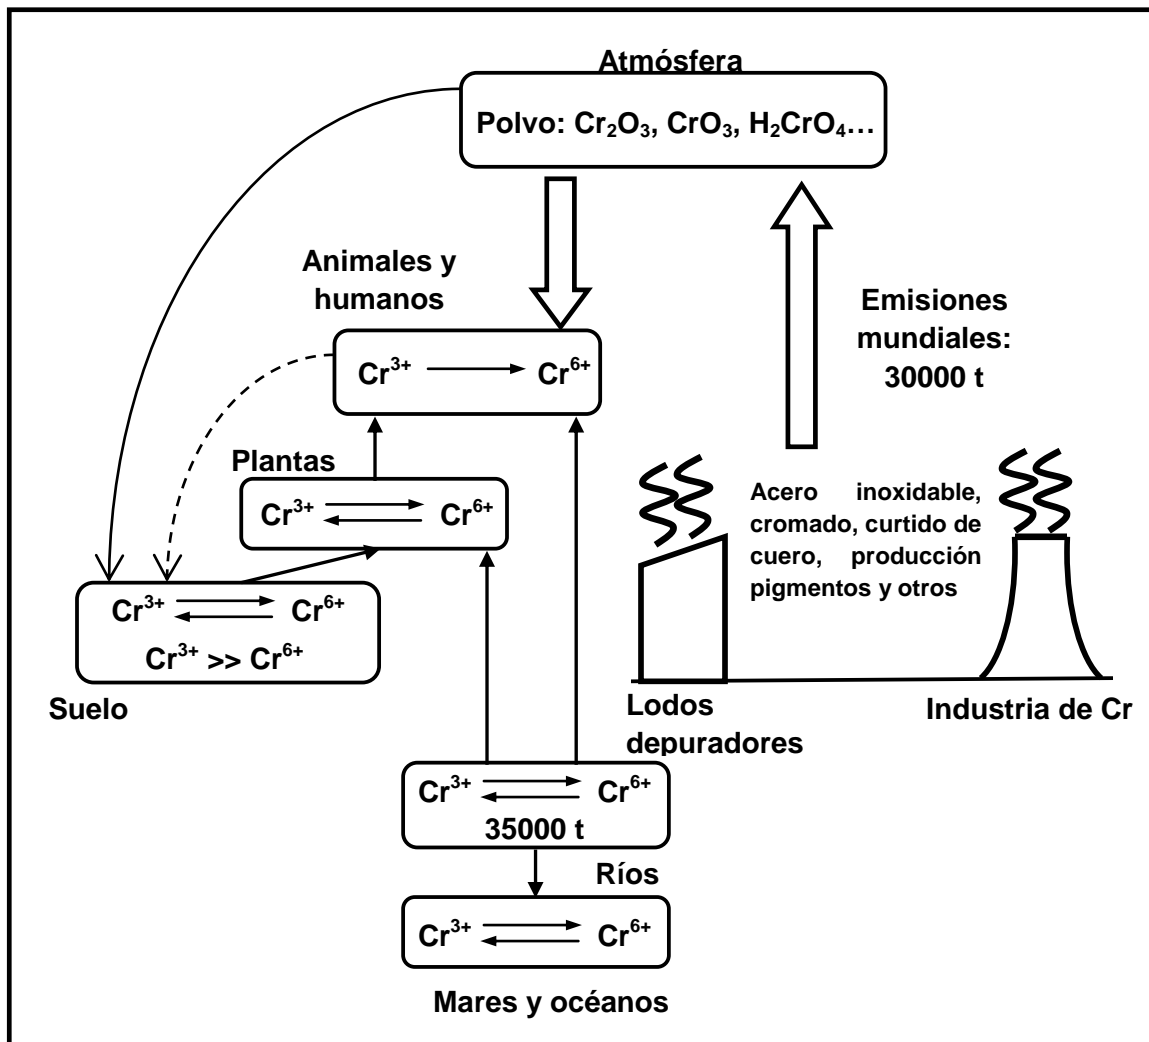 Atmósfera
Polvo: Cr₂O₃, CrO₃, H₂CrO₄…
Animales y
humanos
Cr³⁺ Cr⁶⁺
Emisiones
mundiales:
30000 t
Plantas
Cr³⁺ Cr⁶⁺
Acero inoxidable,
cromado, curtido de
cuero, producción
pigmentos y otros
Cr³⁺ Cr⁶⁺
Cr³⁺ >> Cr⁶⁺
Suelo
Lodos
depuradores
Industria de Cr
Cr³⁺ Cr⁶⁺
35000 t
Ríos
Cr³⁺ Cr⁶⁺
Mares y océanos